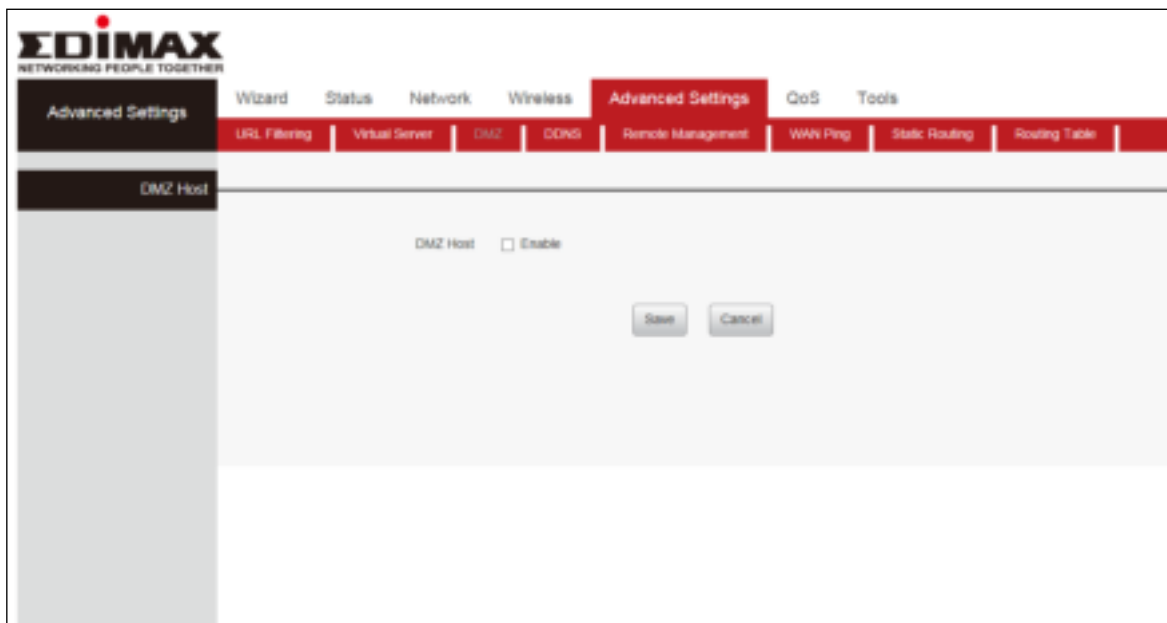 EDiMAX
NETWORKING PEOPLE TOGETHER
Advanced Settings
Wizard Status Network Wireless Advanced Settings QoS Tools
URL Filtering Virtual Server DMZ DDNS Remote Management WAN Ping Static Routing Routing Table
DMZ Host
DMZ Host Enable
Save Cancel